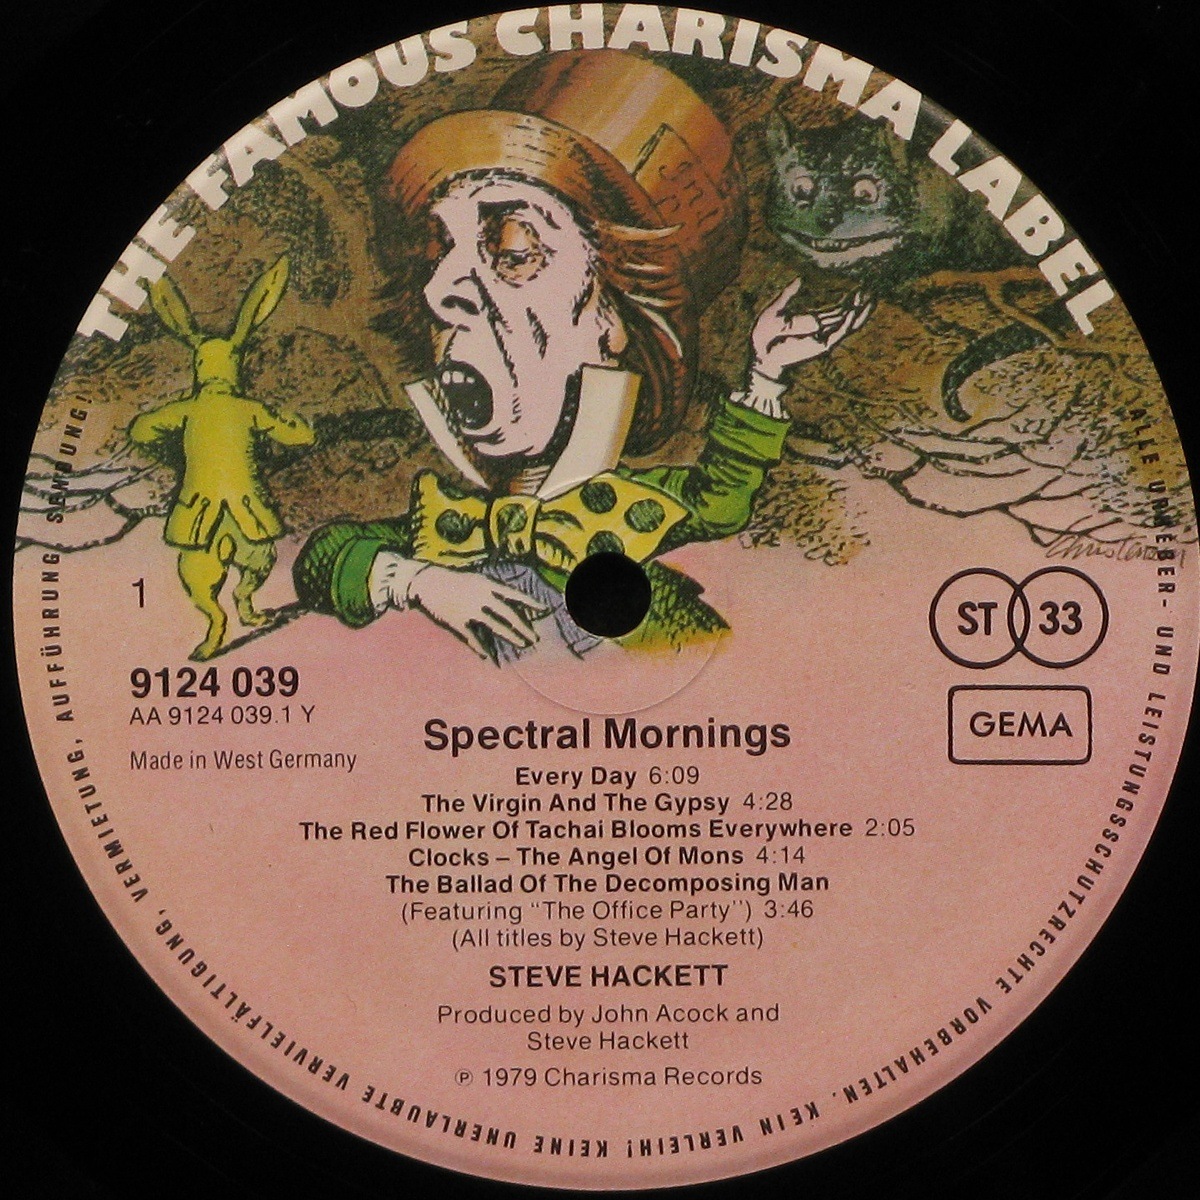 THE FAMOUS CHARISMA LABEL
Christensen
1
ST 33
9124 039
AA 9124 039.1 Y
GEMA
Made in West Germany
Spectral Mornings
Every Day 6:09
The Virgin And The Gypsy 4:28
The Red Flower Of Tachai Blooms Everywhere 2:05
Clocks – The Angel Of Mons 4:14
The Ballad Of The Decomposing Man
(Featuring "The Office Party") 3:46
(All titles by Steve Hackett)
STEVE HACKETT
Produced by John Acock and
Steve Hackett
℗ 1979 Charisma Records
ALLE URHEBER- UND LEISTUNGSSCHUTZRECHTE VORBEHALTEN. KEIN VERLEIH! KEINE UNERLAUBTE VERVIELFÄLTIGUNG, VERMIETUNG, AUFFÜHRUNG, SENDUNG!